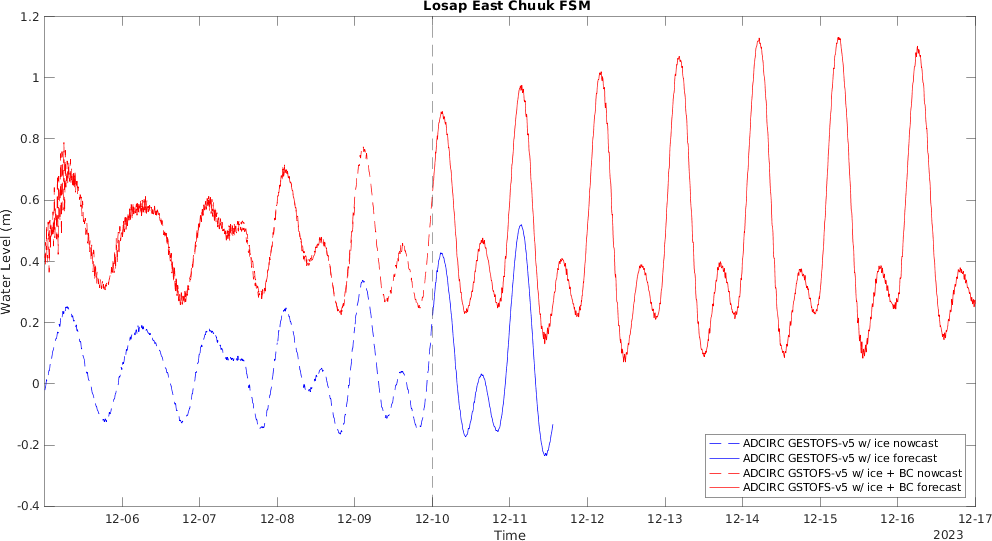 Losap East Chuuk FSM
1.2
1
0.8
0.6
0.4
0.2
0
-0.2
-0.4
Water Level (m)
ADCIRC GESTOFS-v5 w/ ice nowcast
ADCIRC GESTOFS-v5 w/ ice forecast
ADCIRC GSTOFS-v5 w/ ice + BC nowcast
ADCIRC GSTOFS-v5 w/ ice + BC forecast
12-06 12-07 12-08 12-09 12-10 12-11 12-12 12-13 12-14 12-15 12-16 12-17
Time
2023